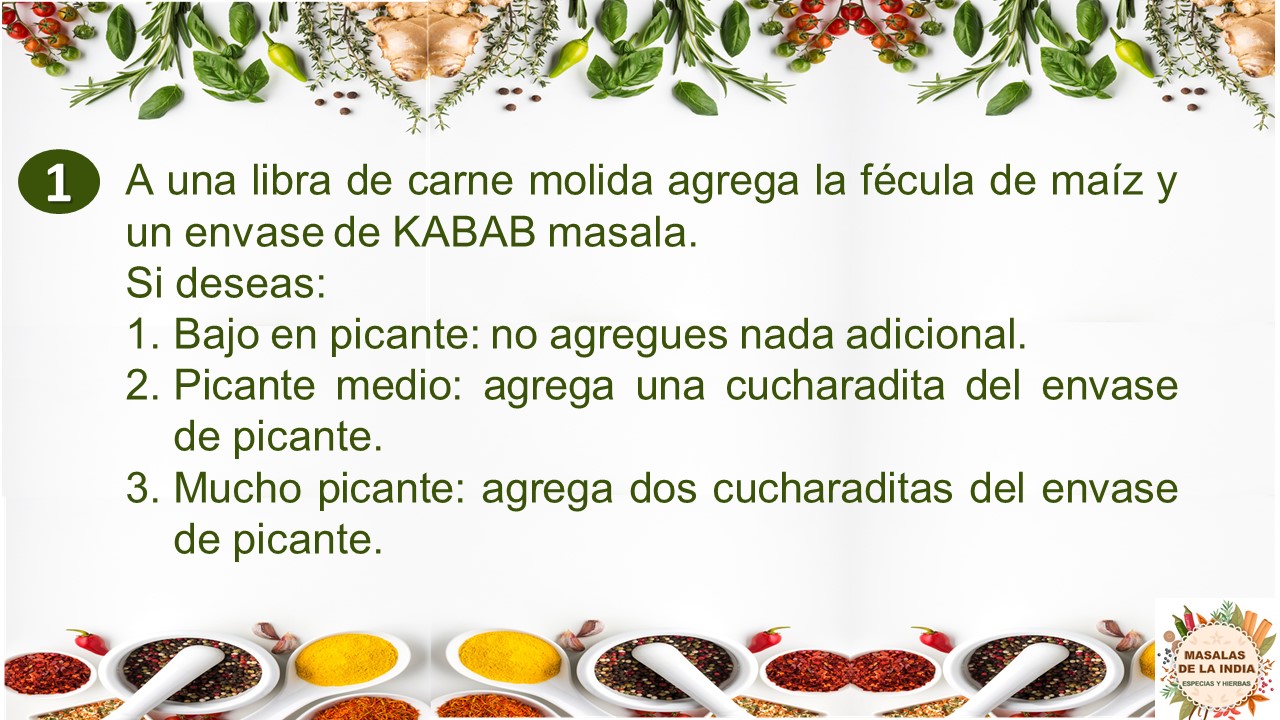 1
A una libra de carne molida agrega la fécula de maíz y
un envase de KABAB masala.
Si deseas:
1. Bajo en picante: no agregues nada adicional.
2. Picante medio: agrega una cucharadita del envase
de picante.
3. Mucho picante: agrega dos cucharaditas del envase
de picante.
MASALAS
DE LA INDIA
ESPECIAS Y HIERBAS